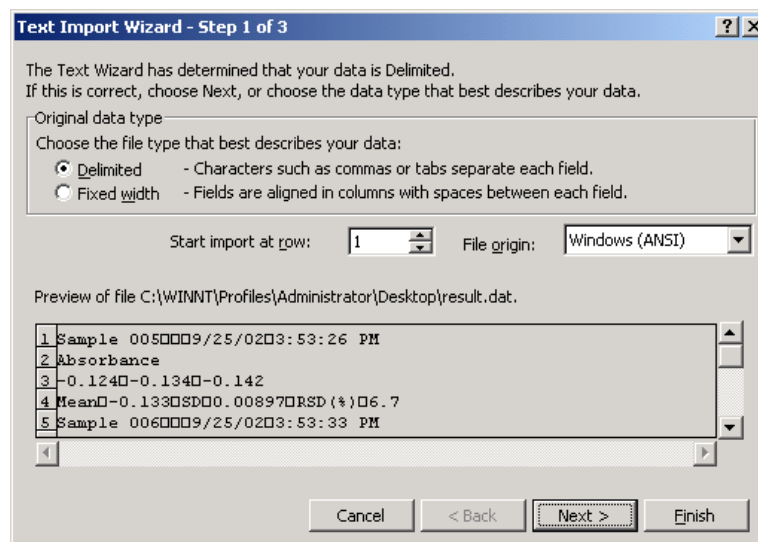 Text Import Wizard - Step 1 of 3
The Text Wizard has determined that your data is Delimited.
If this is correct, choose Next, or choose the data type that best describes your data.
Original data type
Choose the file type that best describes your data:
Delimited - Characters such as commas or tabs separate each field.
Fixed width - Fields are aligned in columns with spaces between each field.
Start import at row: 1 File origin: Windows (ANSI)
Preview of file C:\WINNT\Profiles\Administrator\Desktop\result.dat.
1 Sample 005□□□9/25/02□3:53:26 PM
2 Absorbance
3 -0.124□-0.134□-0.142
4 Mean□-0.133□SD□0.00897□RSD(%)□6.7
5 Sample 006□□□9/25/02□3:53:33 PM
Cancel < Back Next > Finish